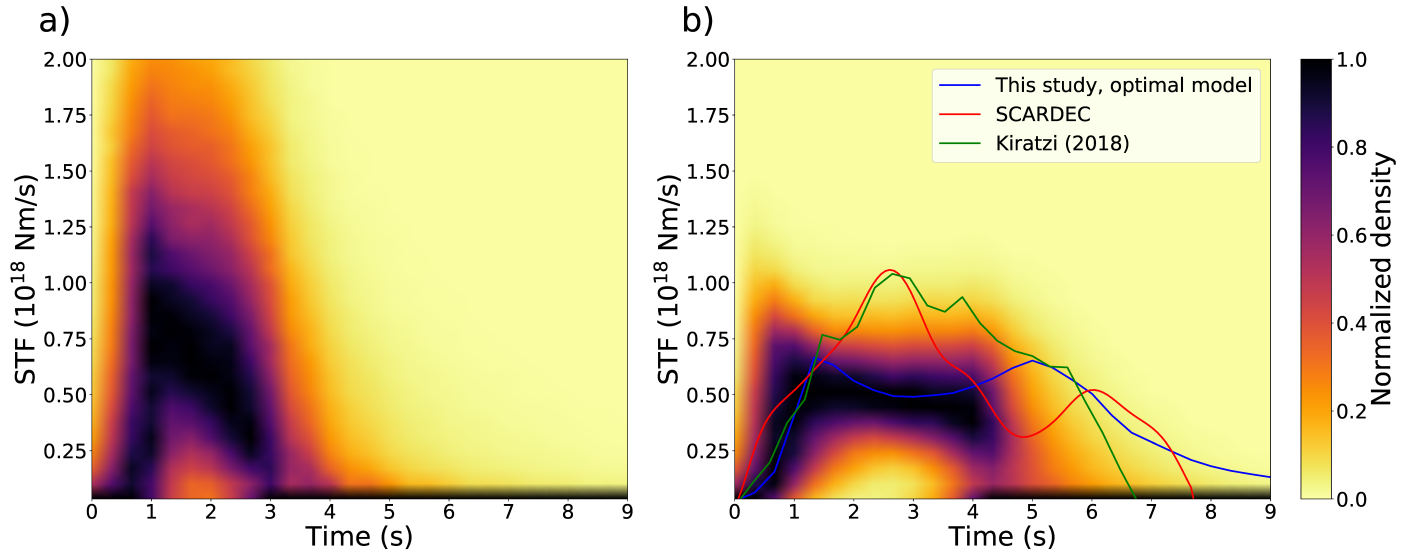 a)
b)
2.00
1.75
1.50
1.25
1.00
0.75
0.50
0.25
STF (10^18 Nm/s)
0 1 2 3 4 5 6 7 8 9
Time (s)
2.00
1.75
1.50
1.25
1.00
0.75
0.50
0.25
STF (10^18 Nm/s)
This study, optimal model
SCARDEC
Kiratzi (2018)
0 1 2 3 4 5 6 7 8 9
Time (s)
1.0
0.8
0.6
0.4
0.2
0.0
Normalized density